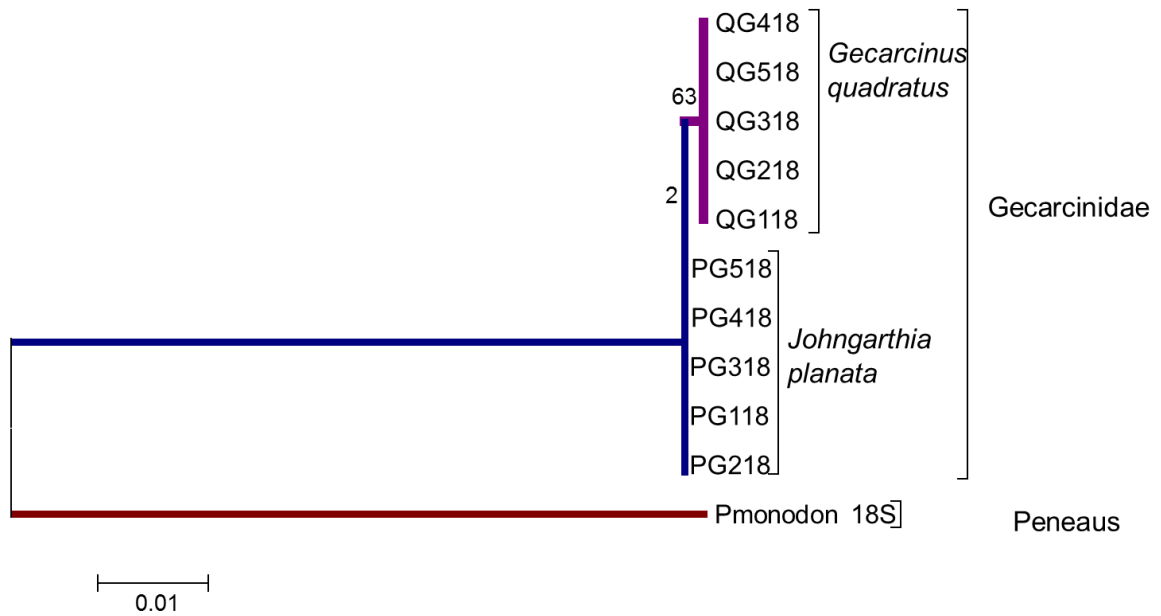 QG418
Gecarcinus
quadratus
QG518
63
QG318
QG218
2
QG118
Gecarcinidae
PG518
PG418
Johngarthia
planata
PG318
PG118
PG218
Pmonodon 18S
Peneaus
0.01